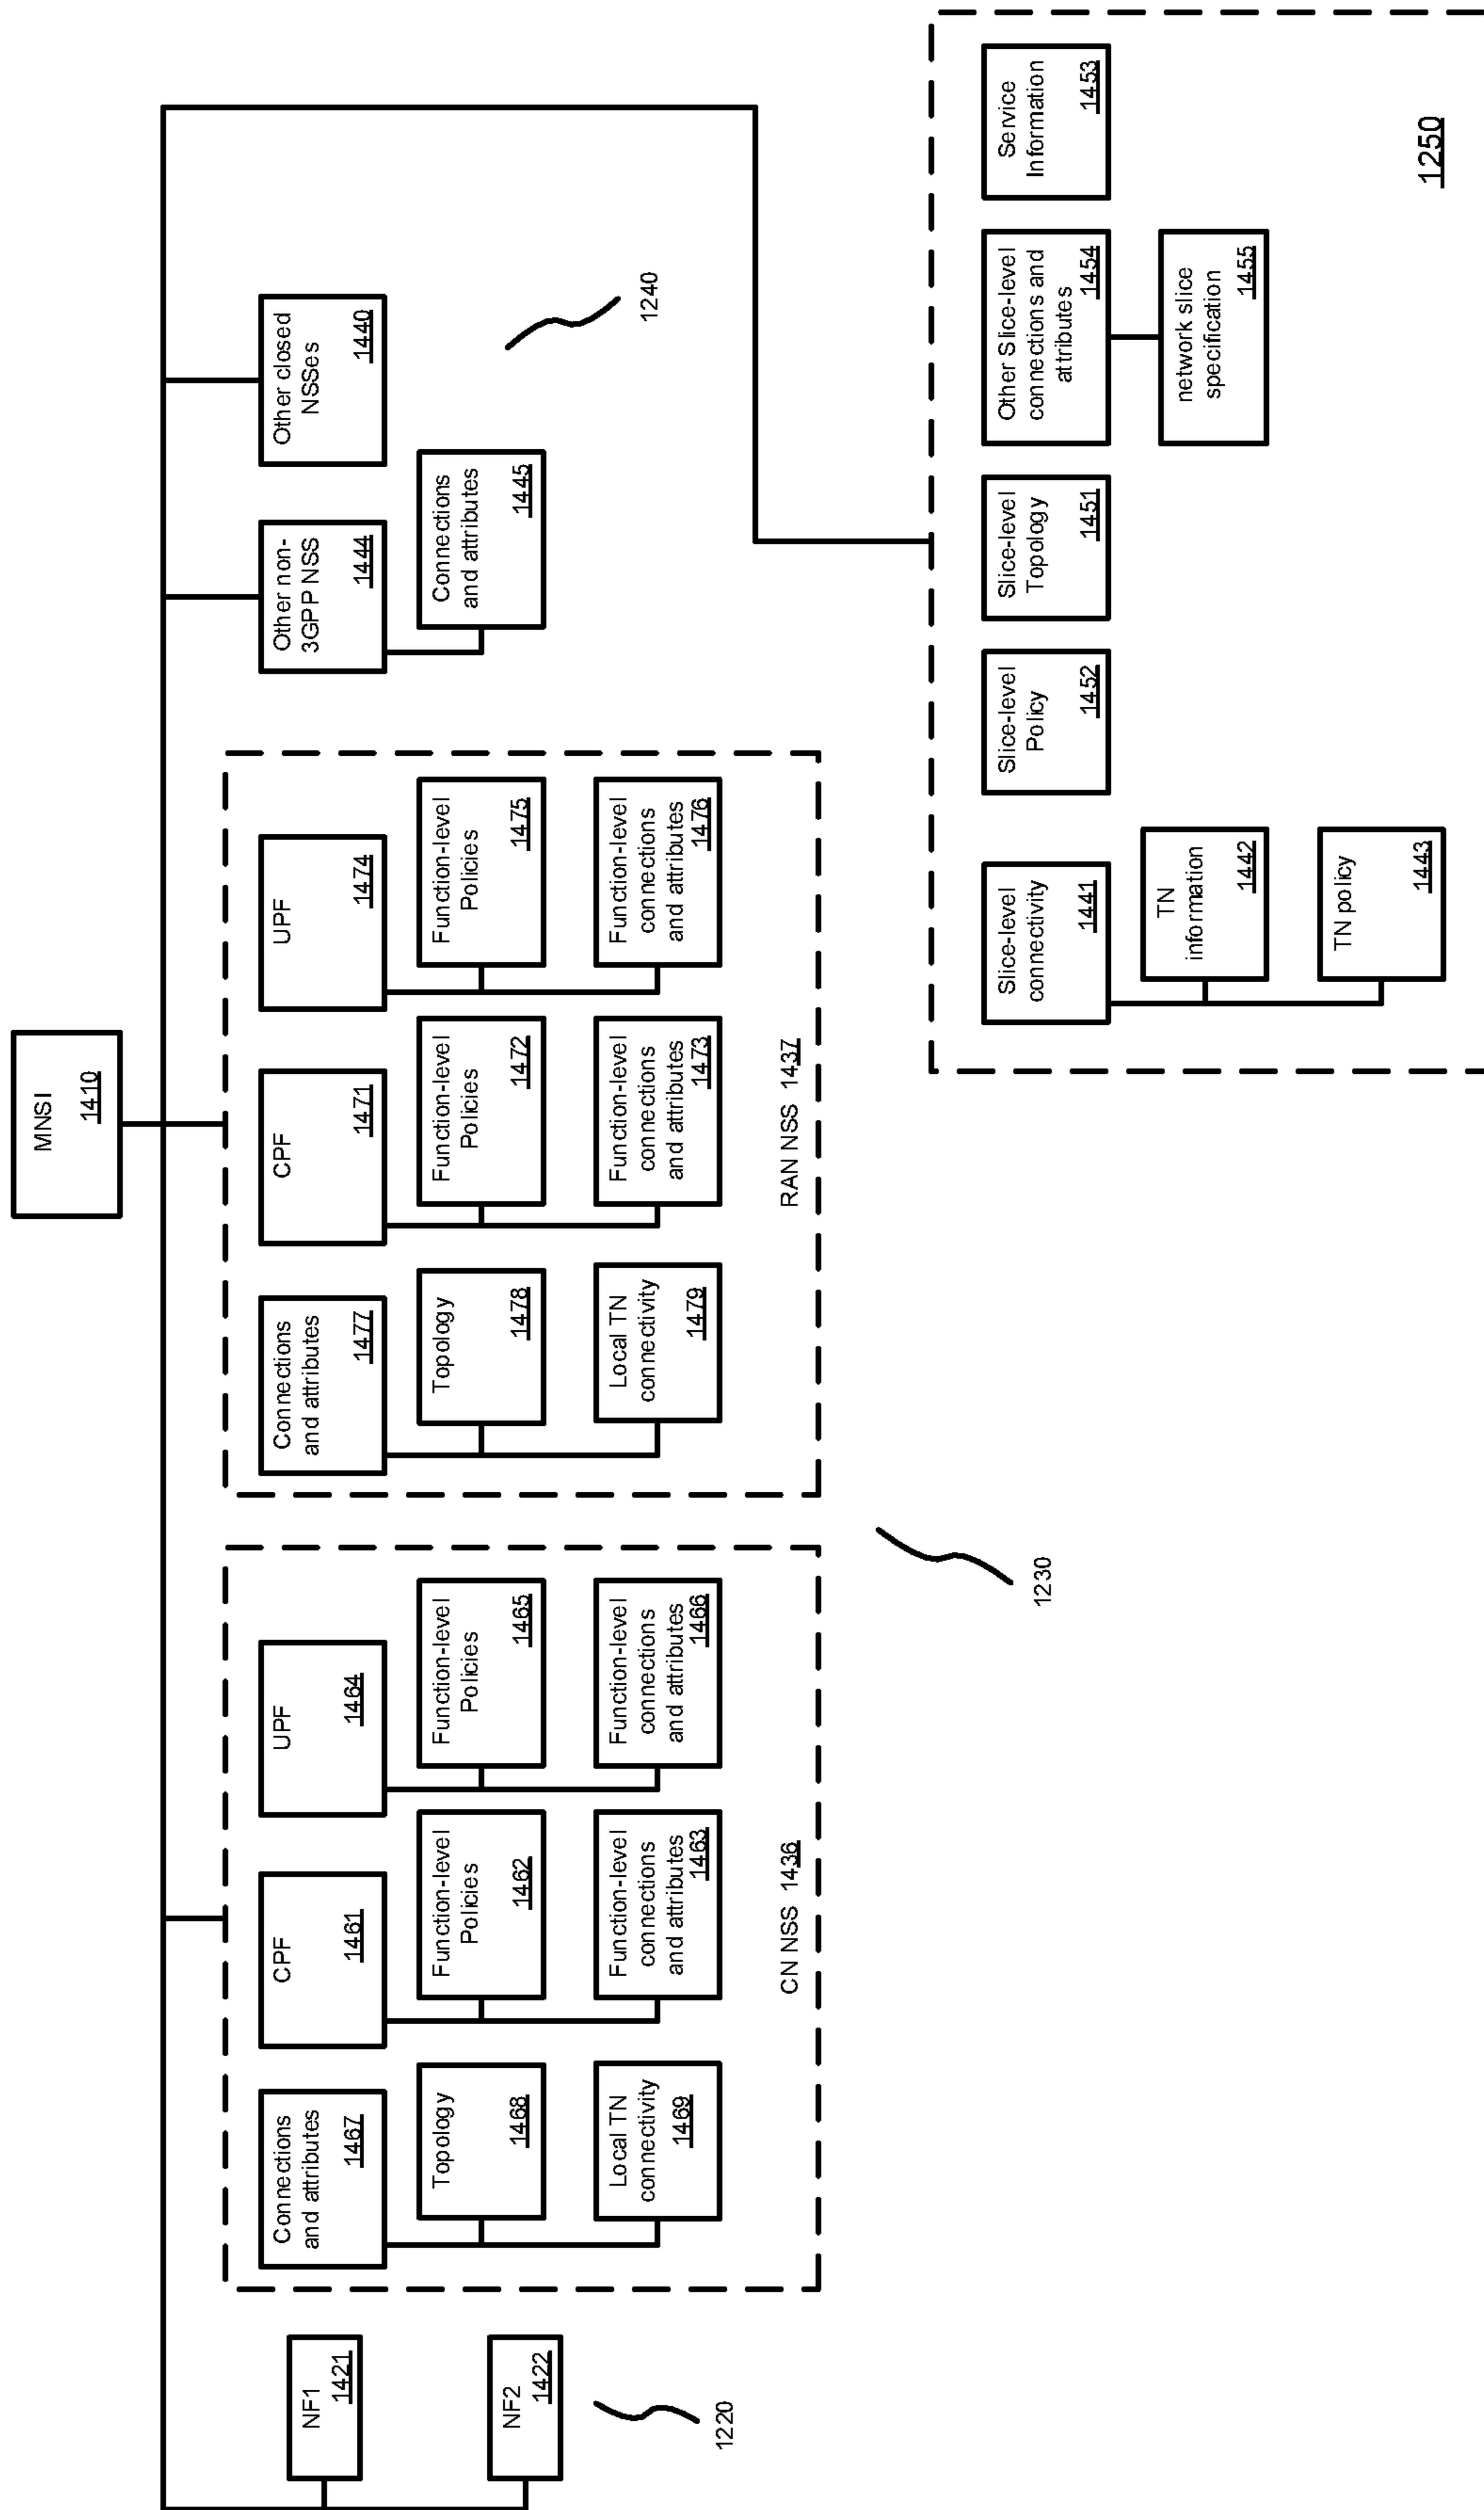 MNSI
1410
NF1
1421
NF2
1422
1220
Connections
and attributes
1467
Topology
1468
Local TN
connectivity
1469
CPF
1461
Function-level
Policies
1462
Function-level
connections
and attributes
1463
UPF
1464
Function-level
Policies
1465
Function-level
connections
and attributes
1466
CN NSS 1436
1230
Connections
and attributes
1477
Topology
1478
Local TN
connectivity
1479
CPF
1471
Function-level
Policies
1472
Function-level
connections
and attributes
1473
UPF
1474
Function-level
Policies
1475
Function-level
connections
and attributes
1476
RAN NSS 1437
Other non-
3GPP NSS
1444
Connections
and attributes
1445
Other closed
NSSes
1440
1240
Slice-level
connectivity
1441
TN
information
1442
TN policy
1443
Slice-level
Policy
1452
Slice-level
Topology
1451
Other Slice-level
connections and
attributes
1454
network slice
specification
1455
Service
Information
1453
1250